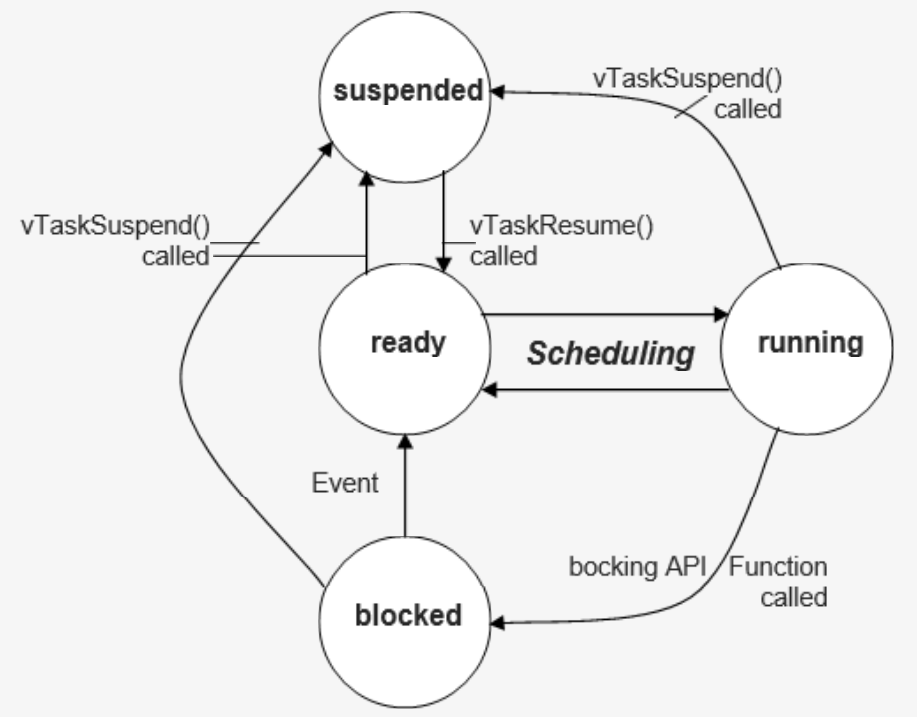 suspended
vTaskSuspend()
called
vTaskSuspend()
called
vTaskResume()
called
ready
Scheduling
running
Event
bocking API Function
called
blocked